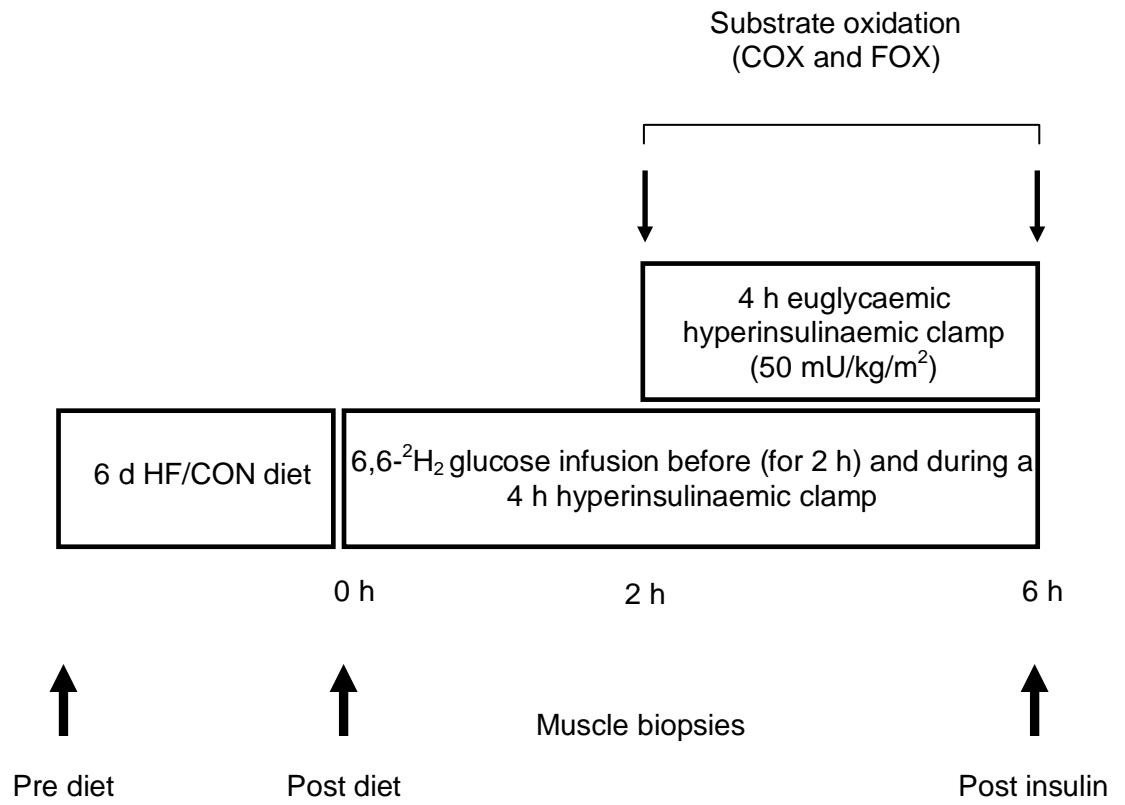 Substrate oxidation
(COX and FOX)
4 h euglycaemic
hyperinsulinaemic clamp
(50 mU/kg/m²)
6 d HF/CON diet
6,6-²H₂ glucose infusion before (for 2 h) and during a
4 h hyperinsulinaemic clamp
0 h
2 h
6 h
Muscle biopsies
Pre diet
Post diet
Post insulin